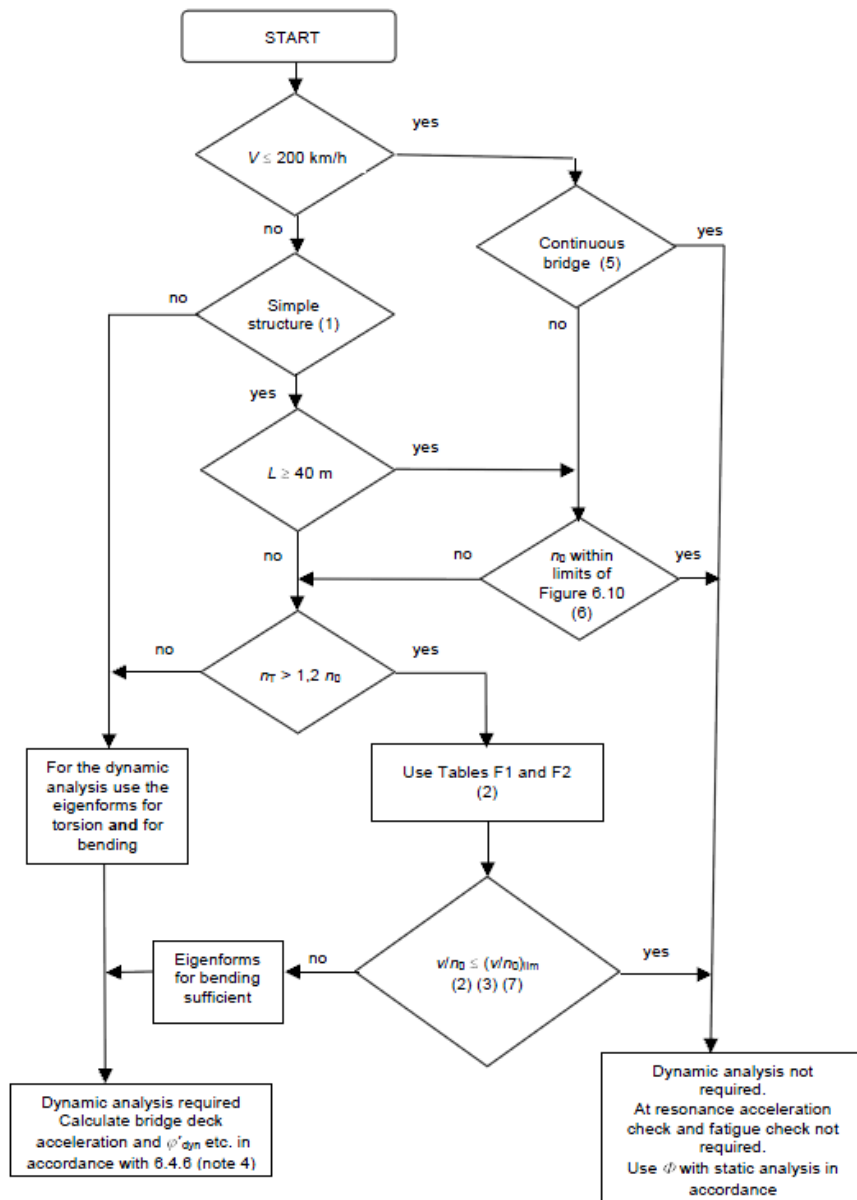 START
yes
V ≤ 200 km/h
no
yes
Continuous
bridge (5)
no
Simple
structure (1)
no
yes
yes
L ≥ 40 m
no
no
yes
n0 within
limits of
Figure 6.10
(6)
no
yes
nT > 1,2 n0
For the dynamic
analysis use the
eigenforms for
torsion and for
bending
Use Tables F1 and F2
(2)
Eigenforms
for bending
sufficient
no
yes
v/n0 ≤ (v/n0)lim
(2) (3) (7)
Dynamic analysis required
Calculate bridge deck
acceleration and φ'dyn etc. in
accordance with 6.4.6 (note 4)
Dynamic analysis not
required.
At resonance acceleration
check and fatigue check not
required.
Use Φ with static analysis in
accordance